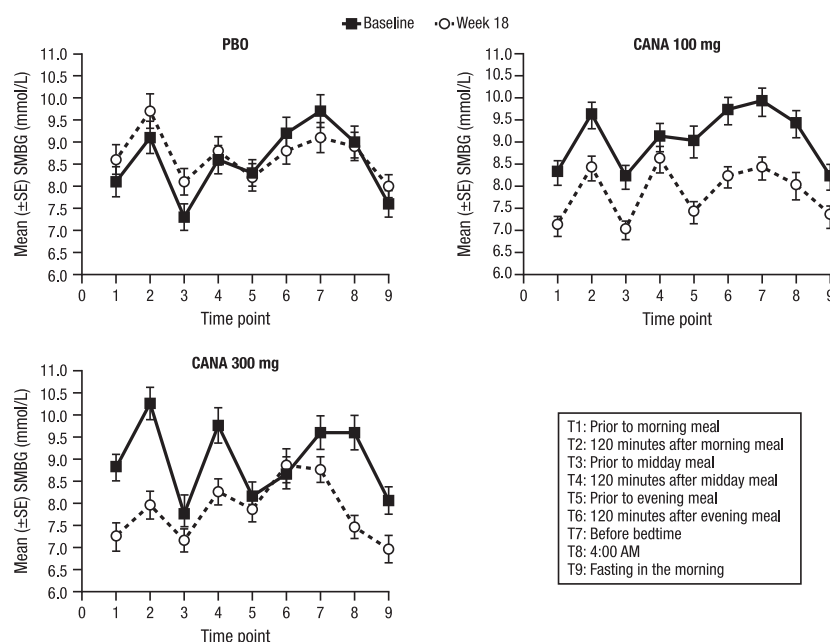 Baseline Week 18
PBO
Mean (±SE) SMBG (mmol/L)
11.0
10.5
10.0
9.5
9.0
8.5
8.0
7.5
7.0
6.5
6.0
0 1 2 3 4 5 6 7 8 9
Time point
CANA 100 mg
Mean (±SE) SMBG (mmol/L)
11.0
10.5
10.0
9.5
9.0
8.5
8.0
7.5
7.0
6.5
6.0
0 1 2 3 4 5 6 7 8 9
Time point
CANA 300 mg
Mean (±SE) SMBG (mmol/L)
11.0
10.5
10.0
9.5
9.0
8.5
8.0
7.5
7.0
6.5
6.0
0 1 2 3 4 5 6 7 8 9
Time point
T1: Prior to morning meal
T2: 120 minutes after morning meal
T3: Prior to midday meal
T4: 120 minutes after midday meal
T5: Prior to evening meal
T6: 120 minutes after evening meal
T7: Before bedtime
T8: 4:00 AM
T9: Fasting in the morning